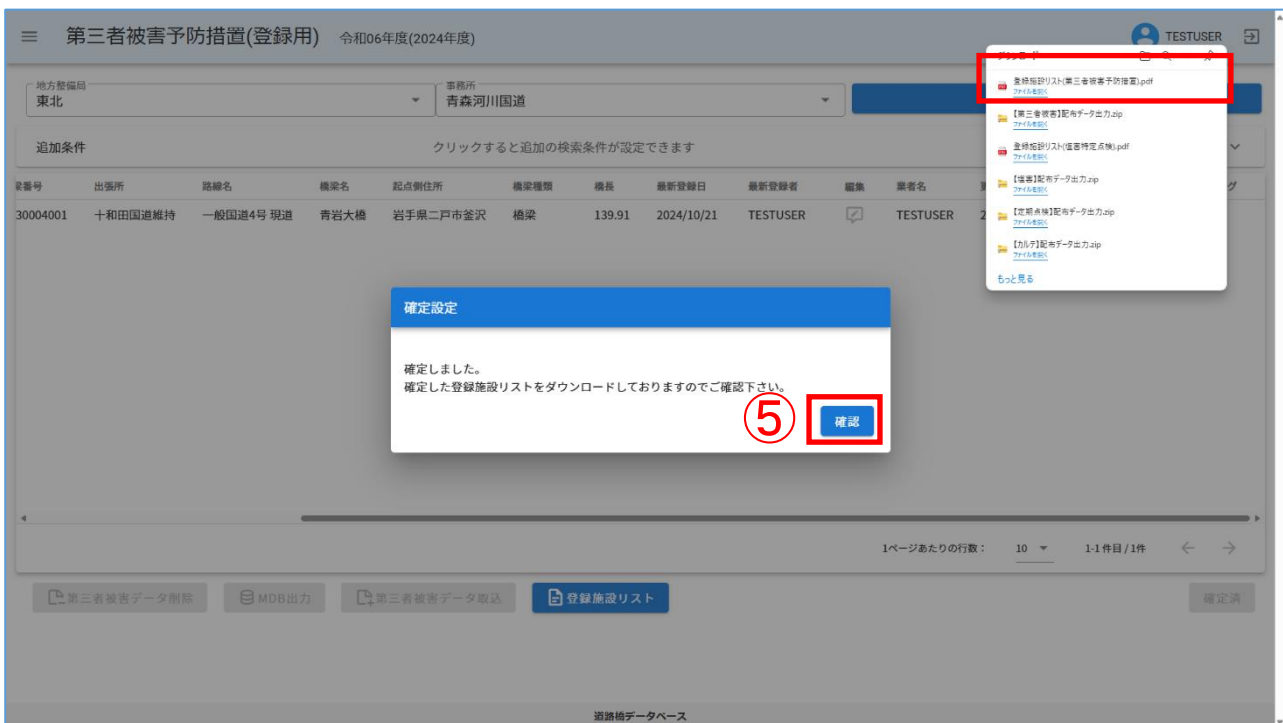 第三者被害予防措置(登録用) 令和06年度(2024年度)
TESTUSER
地方整備局
東北
事務所
青森河川国道
追加条件
クリックすると追加の検索条件が設定できます
番号 出張所 路線名 橋梁名 起点側住所 橋梁種類 橋長 最新登録日 最新登録者 編集 業者名
30004001 十和田国道維持 一般国道4号 現道 青岩大橋 岩手県二戸市釜沢 橋梁 139.91 2024/10/21 TESTUSER TESTUSER 2
登録施設リスト(第三者被害予防措置).pdf
ファイルを開く
【第三者被害】配布データ出力.zip
ファイルを開く
登録施設リスト(塩害特定点検).pdf
ファイルを開く
【塩害】配布データ出力.zip
ファイルを開く
【定期点検】配布データ出力.zip
ファイルを開く
【カルテ】配布データ出力.zip
ファイルを開く
もっと見る
グ
確定設定
確定しました。
確定した登録施設リストをダウンロードしておりますのでご確認下さい。
⑤
確認
1ページあたりの行数: 10 1-1 件目 / 1件
第三者被害データ削除 MDB出力 第三者被害データ取込 登録施設リスト 確定済
道路橋データベース